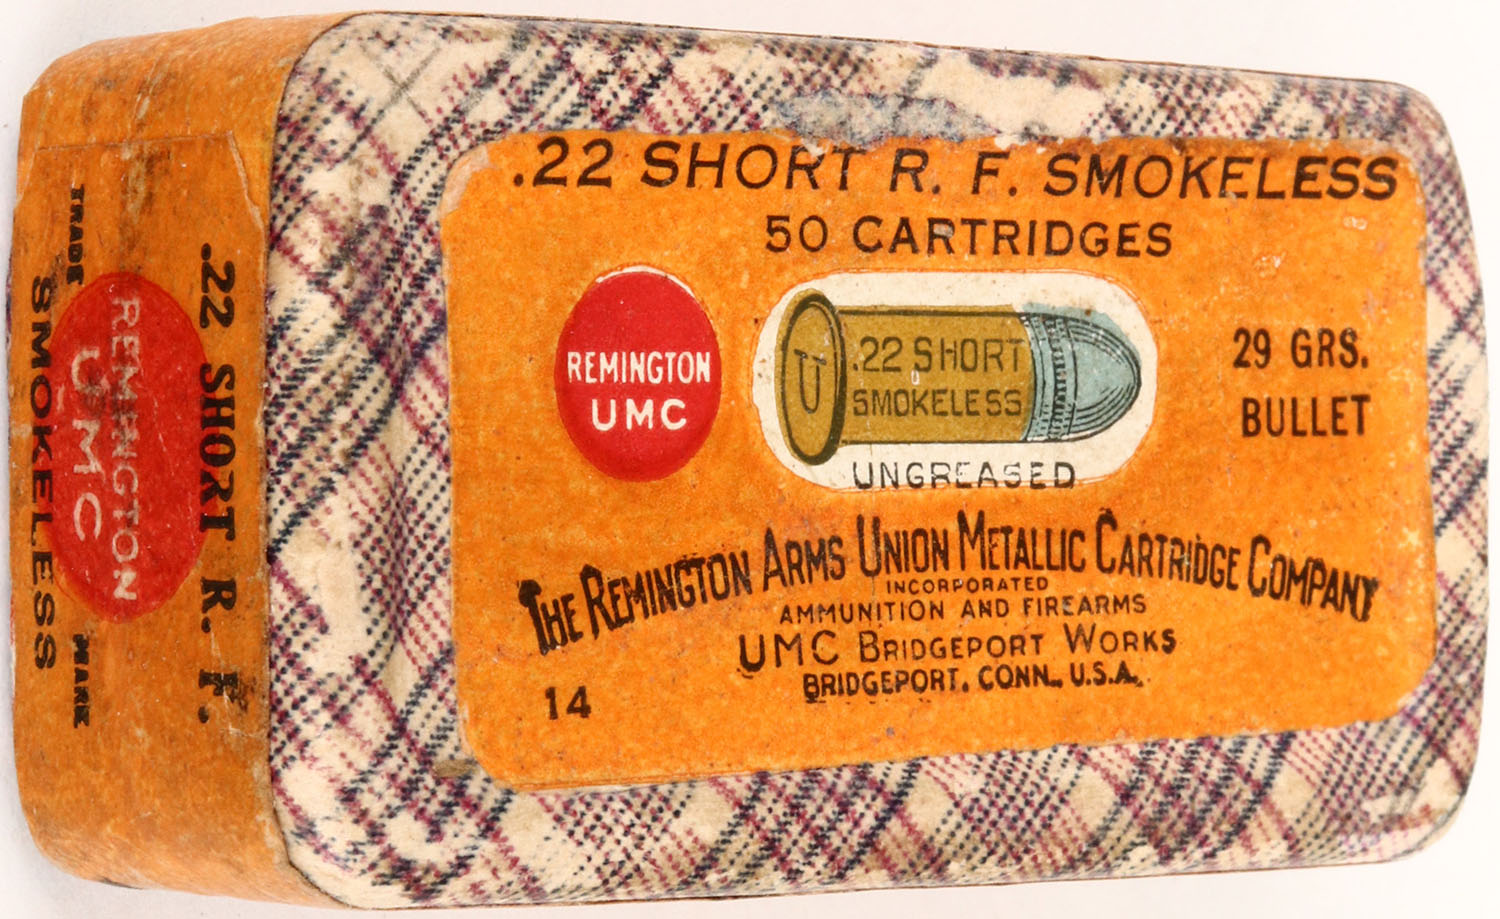 .22 SHORT R. F. SMOKELESS
50 CARTRIDGES
REMINGTON
UMC
U
.22 SHORT
SMOKELESS
UNGREASED
29 GRS.
BULLET
THE REMINGTON ARMS UNION METALLIC CARTRIDGE COMPANY
INCORPORATED
AMMUNITION AND FIREARMS
UMC BRIDGEPORT WORKS
BRIDGEPORT, CONN., U.S.A.
14
.22 SHORT R. F.
REMINGTON
UMC
TRADE MARK
SMOKELESS